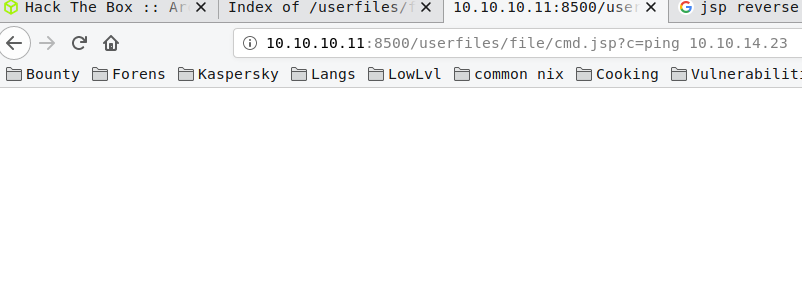 Hack The Box :: Ar
Index of /userfiles/f
10.10.10.11:8500/user
jsp reverse
10.10.10.11:8500/userfiles/file/cmd.jsp?c=ping 10.10.14.23
Bounty Forens Kaspersky Langs LowLvl common nix Cooking Vulnerabiliti